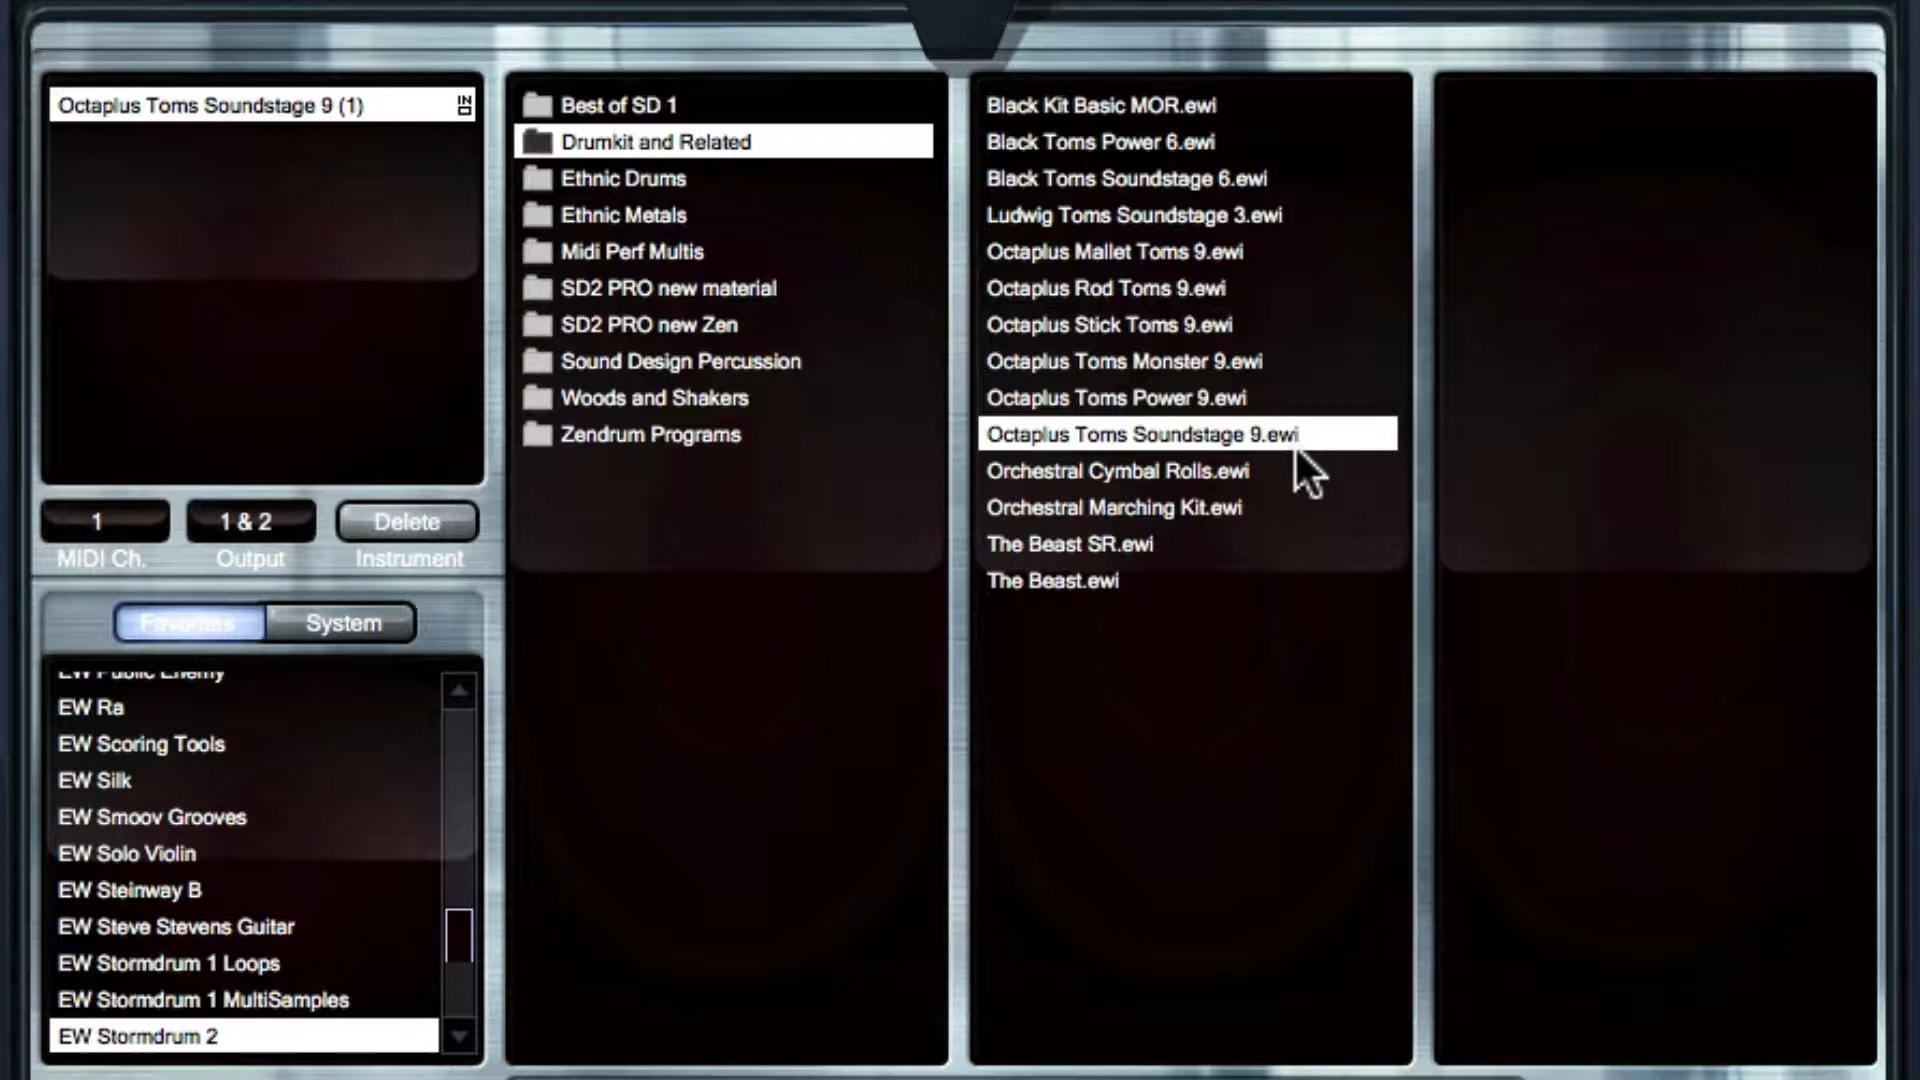 Octaplus Toms Soundstage 9 (1)
1
1 & 2
Delete
MIDI Ch.
Output
Instrument
Favorites
System
EW Public Enemy
EW Ra
EW Scoring Tools
EW Silk
EW Smoov Grooves
EW Solo Violin
EW Steinway B
EW Steve Stevens Guitar
EW Stormdrum 1 Loops
EW Stormdrum 1 MultiSamples
EW Stormdrum 2
Best of SD 1
Drumkit and Related
Ethnic Drums
Ethnic Metals
Midi Perf Multis
SD2 PRO new material
SD2 PRO new Zen
Sound Design Percussion
Woods and Shakers
Zendrum Programs
Black Kit Basic MOR.ewi
Black Toms Power 6.ewi
Black Toms Soundstage 6.ewi
Ludwig Toms Soundstage 3.ewi
Octaplus Mallet Toms 9.ewi
Octaplus Rod Toms 9.ewi
Octaplus Stick Toms 9.ewi
Octaplus Toms Monster 9.ewi
Octaplus Toms Power 9.ewi
Octaplus Toms Soundstage 9.ewi
Orchestral Cymbal Rolls.ewi
Orchestral Marching Kit.ewi
The Beast SR.ewi
The Beast.ewi